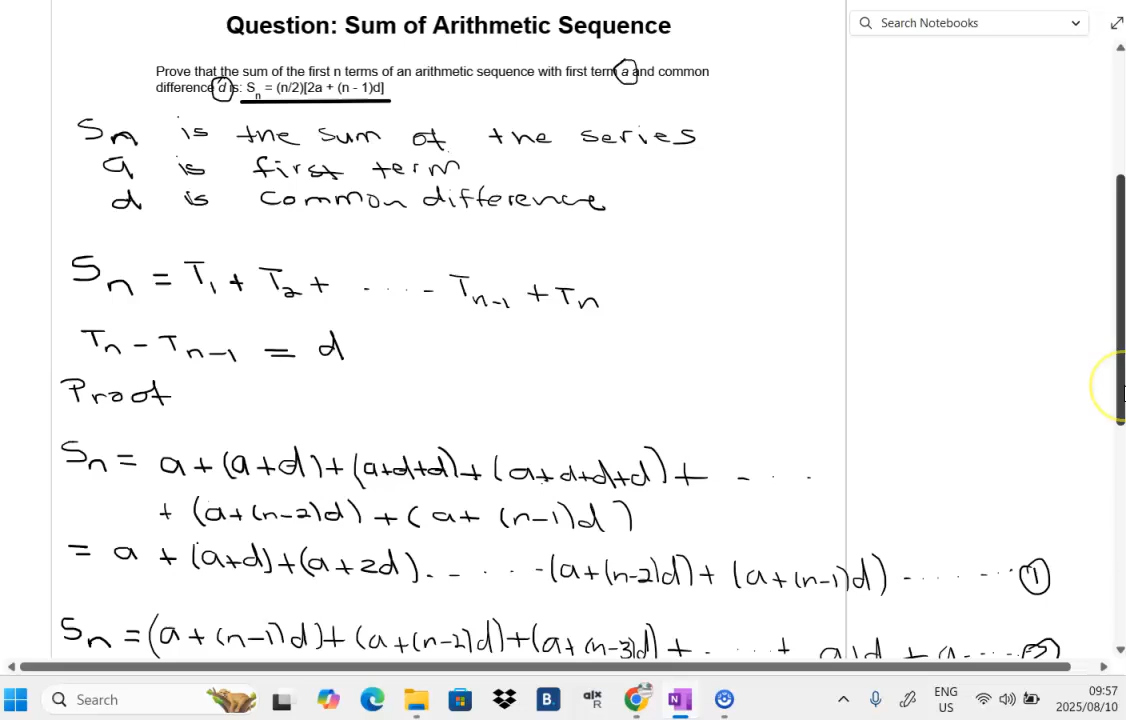 Question: Sum of Arithmetic Sequence
Search Notebooks
Prove that the sum of the first n terms of an arithmetic sequence with first term a and common
difference d is: Sn = (n/2)[2a + (n - 1)d]
Sn is the sum of the series
a is first term
d is common difference
Sn = T1 + T2 + ..... Tn-1 + Tn
Tn - Tn-1 = d
Proof
Sn = a + (a+d) + (a+d+d) + (a+d+d+d) + ....
+ (a+(n-2)d) + (a+(n-1)d)
= a + (a+d) + (a+2d) ...... (a+(n-2)d) + (a+(n-1)d) ...... ①
Sn = (a+(n-1)d) + (a+(n-2)d) + (a+(n-3)d) + ..... + a+d + a ..... ②
Search
ENG
US
09:57
2025/08/10